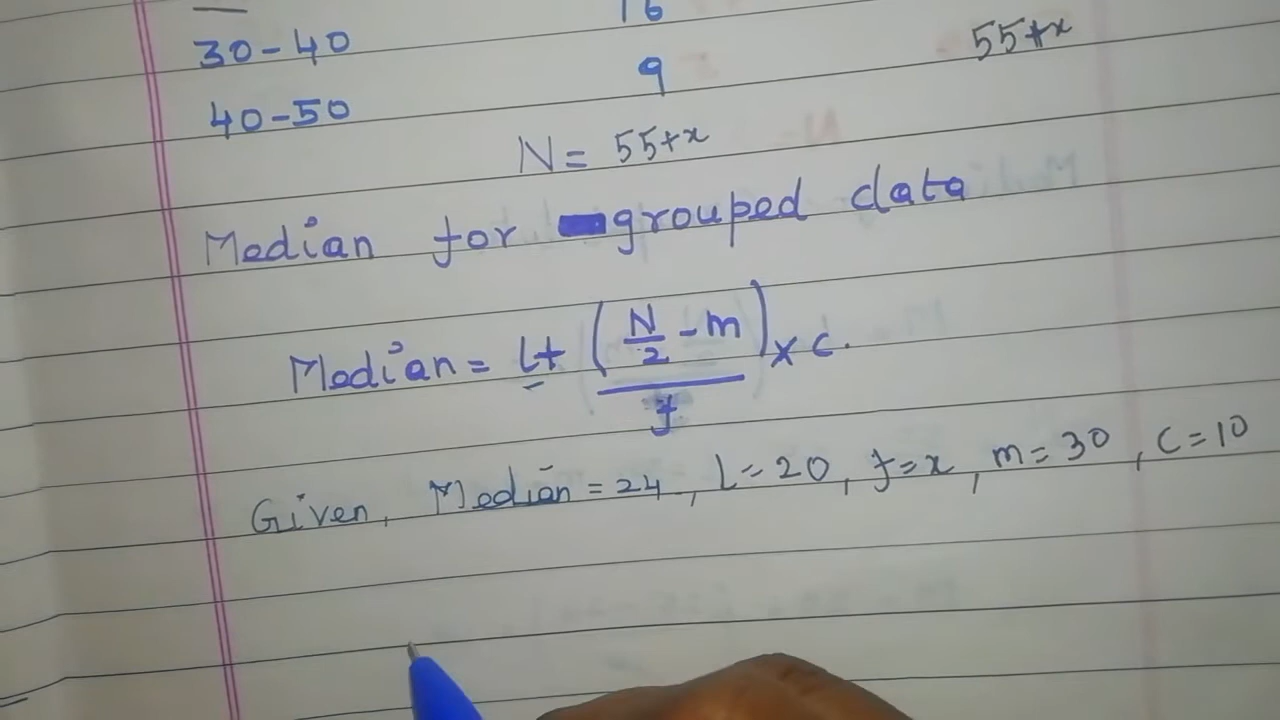 16
30-40
9
55+x
40-50
N = 55+x
Median for grouped data
Median = l+ (N/2 - m)/f × c.
Given, Median = 24, l = 20, f = x, m = 30, c = 10